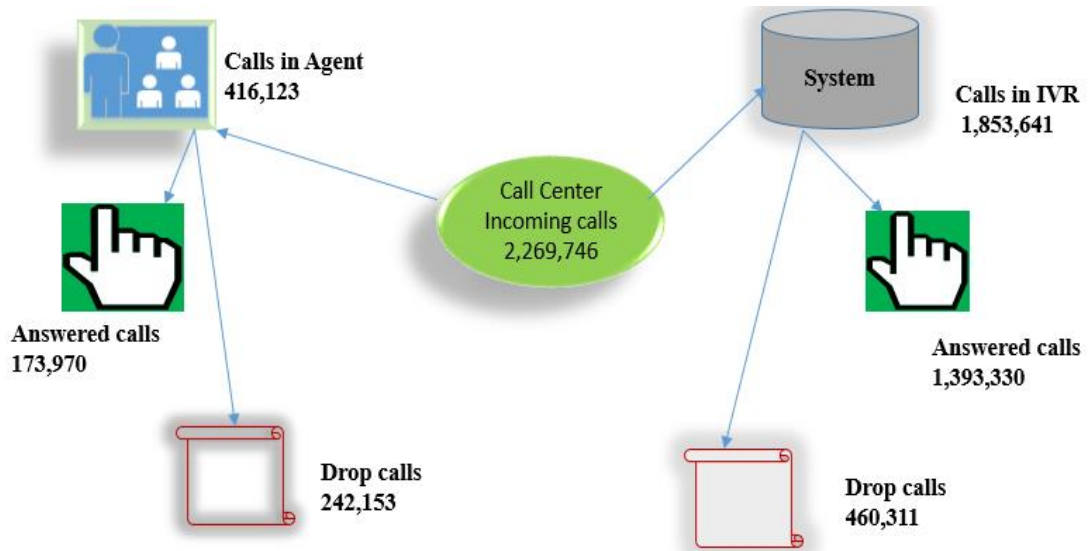 Calls in Agent
416,123
System
Calls in IVR
1,853,641
Call Center
Incoming calls
2,269,746
Answered calls
173,970
Answered calls
1,393,330
Drop calls
242,153
Drop calls
460,311